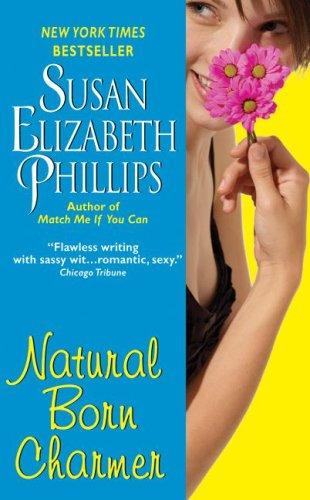 NEW YORK TIMES
BESTSELLER
SUSAN
ELIZABETH
PHILLIPS
Author of
Match Me If You Can
“Flawless writing
with sassy wit...romantic, sexy.”
Chicago Tribune
Natural
Born
Charmer